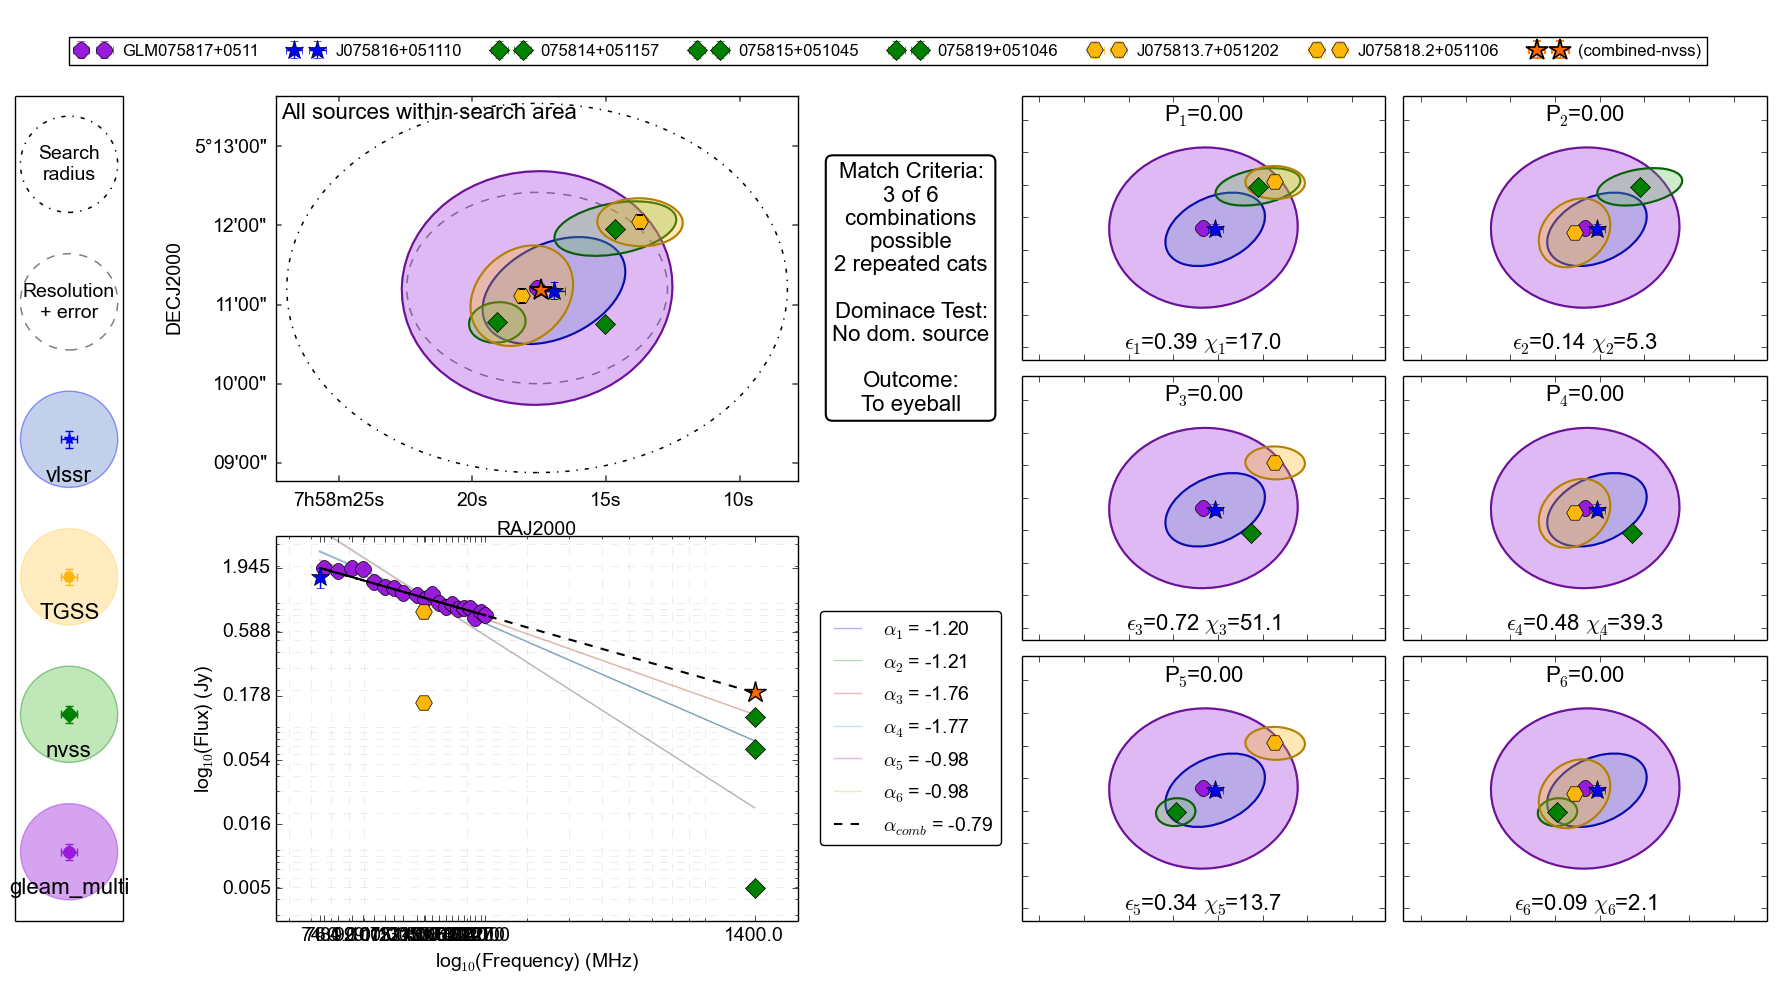 GLM075817+0511 J075816+051110 075814+051157 075815+051045 075819+051046 J075813.7+051202 J075818.2+051106 (combined-nvss)
Search
radius
Resolution
+ error
vlssr
TGSS
nvss
gleam_multi
All sources within search area
DECJ2000
5°13'00"
12'00"
11'00"
10'00"
09'00"
7h58m25s 20s 15s 10s
RAJ2000
log10(Flux) (Jy)
1.945
0.588
0.178
0.054
0.016
0.005
1400.0
log10(Frequency) (MHz)
Match Criteria:
3 of 6
combinations
possible
2 repeated cats
Dominace Test:
No dom. source
Outcome:
To eyeball
α1 = -1.20
α2 = -1.21
α3 = -1.76
α4 = -1.77
α5 = -0.98
α6 = -0.98
αcomb = -0.79
P1=0.00
ϵ1=0.39 χ1=17.0
P2=0.00
ϵ2=0.14 χ2=5.3
P3=0.00
ϵ3=0.72 χ3=51.1
P4=0.00
ϵ4=0.48 χ4=39.3
P5=0.00
ϵ5=0.34 χ5=13.7
P6=0.00
ϵ6=0.09 χ6=2.1